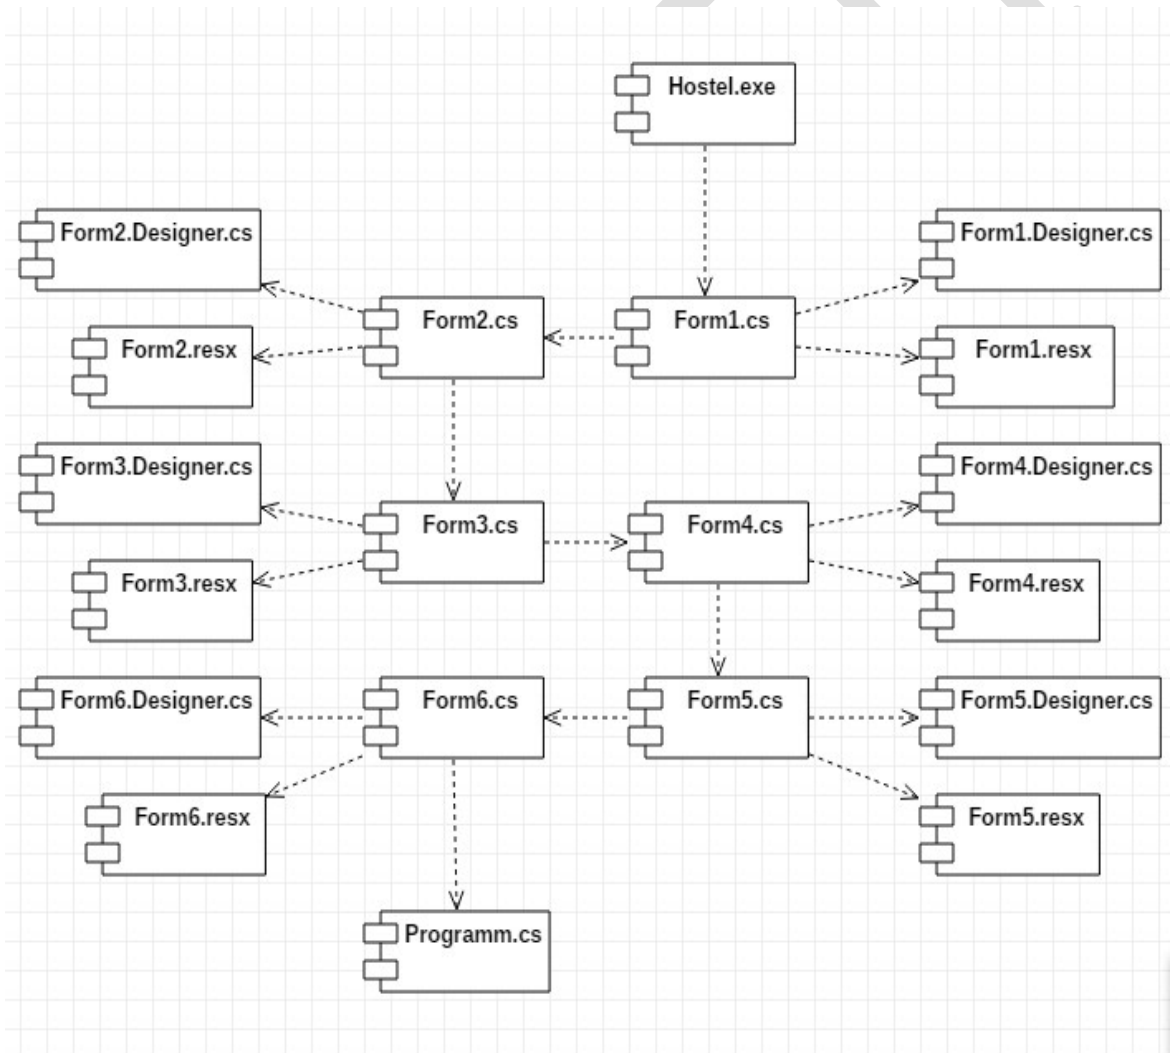 Hostel.exe
Form2.Designer.cs
Form1.Designer.cs
Form2.cs
Form1.cs
Form2.resx
Form1.resx
Form3.Designer.cs
Form4.Designer.cs
Form3.cs
Form4.cs
Form3.resx
Form4.resx
Form6.Designer.cs
Form6.cs
Form5.cs
Form5.Designer.cs
Form6.resx
Form5.resx
Programm.cs